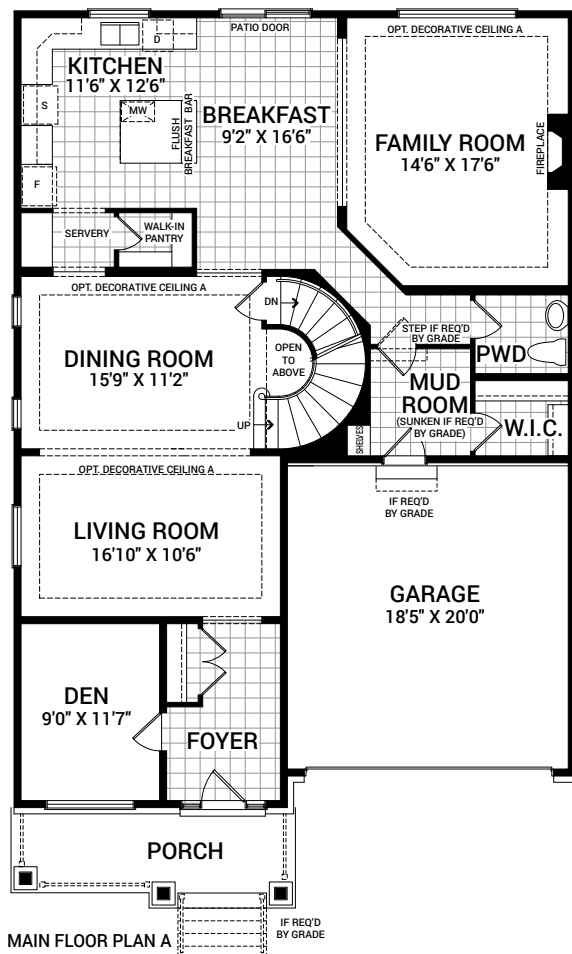 PATIO DOOR
OPT. DECORATIVE CEILING A
D
KITCHEN
11'6" X 12'6"
S
MW
FLUSH
BREAKFAST BAR
BREAKFAST
9'2" X 16'6"
FAMILY ROOM
14'6" X 17'6"
FIREPLACE
F
SERVERY
WALK-IN
PANTRY
OPT. DECORATIVE CEILING A
DN
DINING ROOM
15'9" X 11'2"
OPEN
TO
ABOVE
UP
STEP IF REQ'D
BY GRADE
PWD
MUD
ROOM
(SUNKEN IF REQ'D
BY GRADE)
W.I.C.
SHELVES
OPT. DECORATIVE CEILING A
LIVING ROOM
16'10" X 10'6"
IF REQ'D
BY GRADE
GARAGE
18'5" X 20'0"
DEN
9'0" X 11'7"
FOYER
PORCH
IF REQ'D
BY GRADE
MAIN FLOOR PLAN A